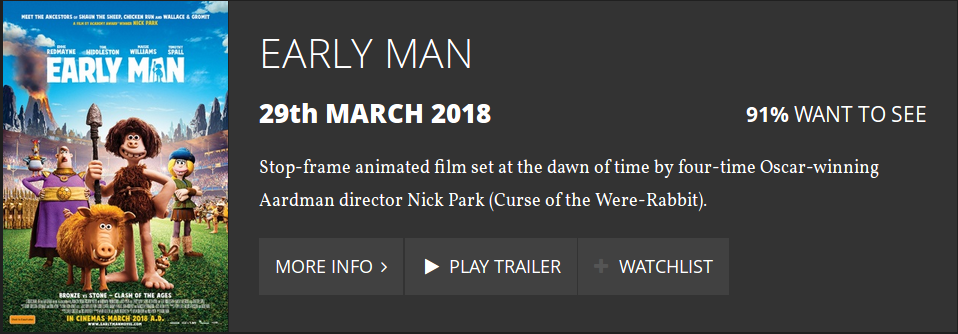 MEET THE ANCESTORS OF SHAUN THE SHEEP, CHICKEN RUN AND WALLACE & GROMIT
A FILM BY ACADEMY AWARD® WINNER NICK PARK
EDDIE REDMAYNE
TOM HIDDLESTON
MAISIE WILLIAMS
TIMOTHY SPALL
EARLY MAN
BRONZE VS STONE - CLASH OF THE AGES
IN CINEMAS MARCH 2018 A.D.
WWW.EARLYMANMOVIE.COM
EARLY MAN
29th MARCH 2018
91% WANT TO SEE
Stop-frame animated film set at the dawn of time by four-time Oscar-winning
Aardman director Nick Park (Curse of the Were-Rabbit).
MORE INFO
PLAY TRAILER
WATCHLIST